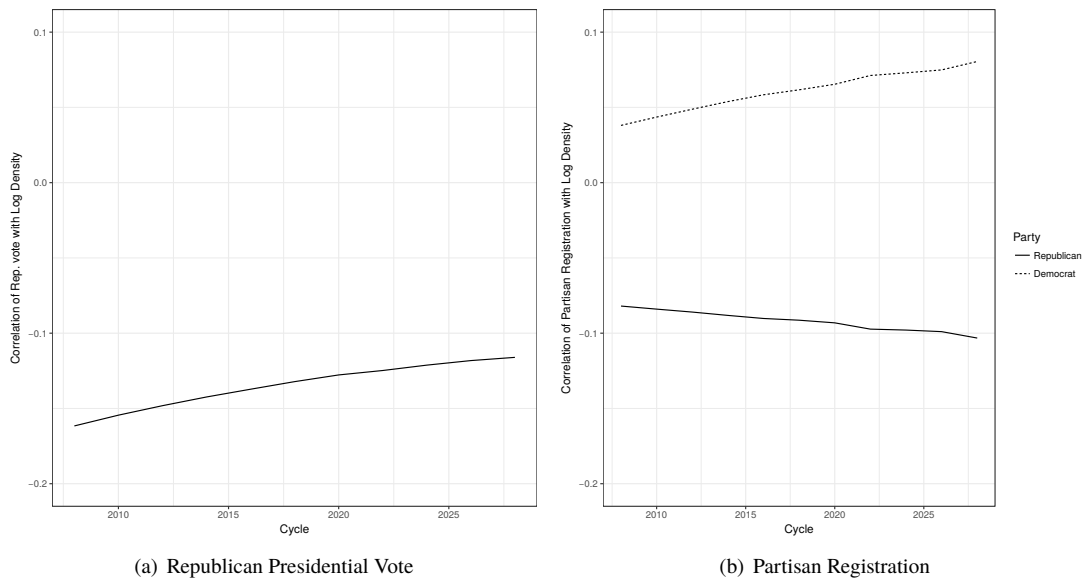 Correlation of Rep. vote with Log Density
0.1
0.0
−0.1
−0.2
2010 2015 2020 2025
Cycle
(a) Republican Presidential Vote
Correlation of Partisan Registration with Log Density
0.1
0.0
−0.1
−0.2
2010 2015 2020 2025
Cycle
Party
Republican
Democrat
(b) Partisan Registration